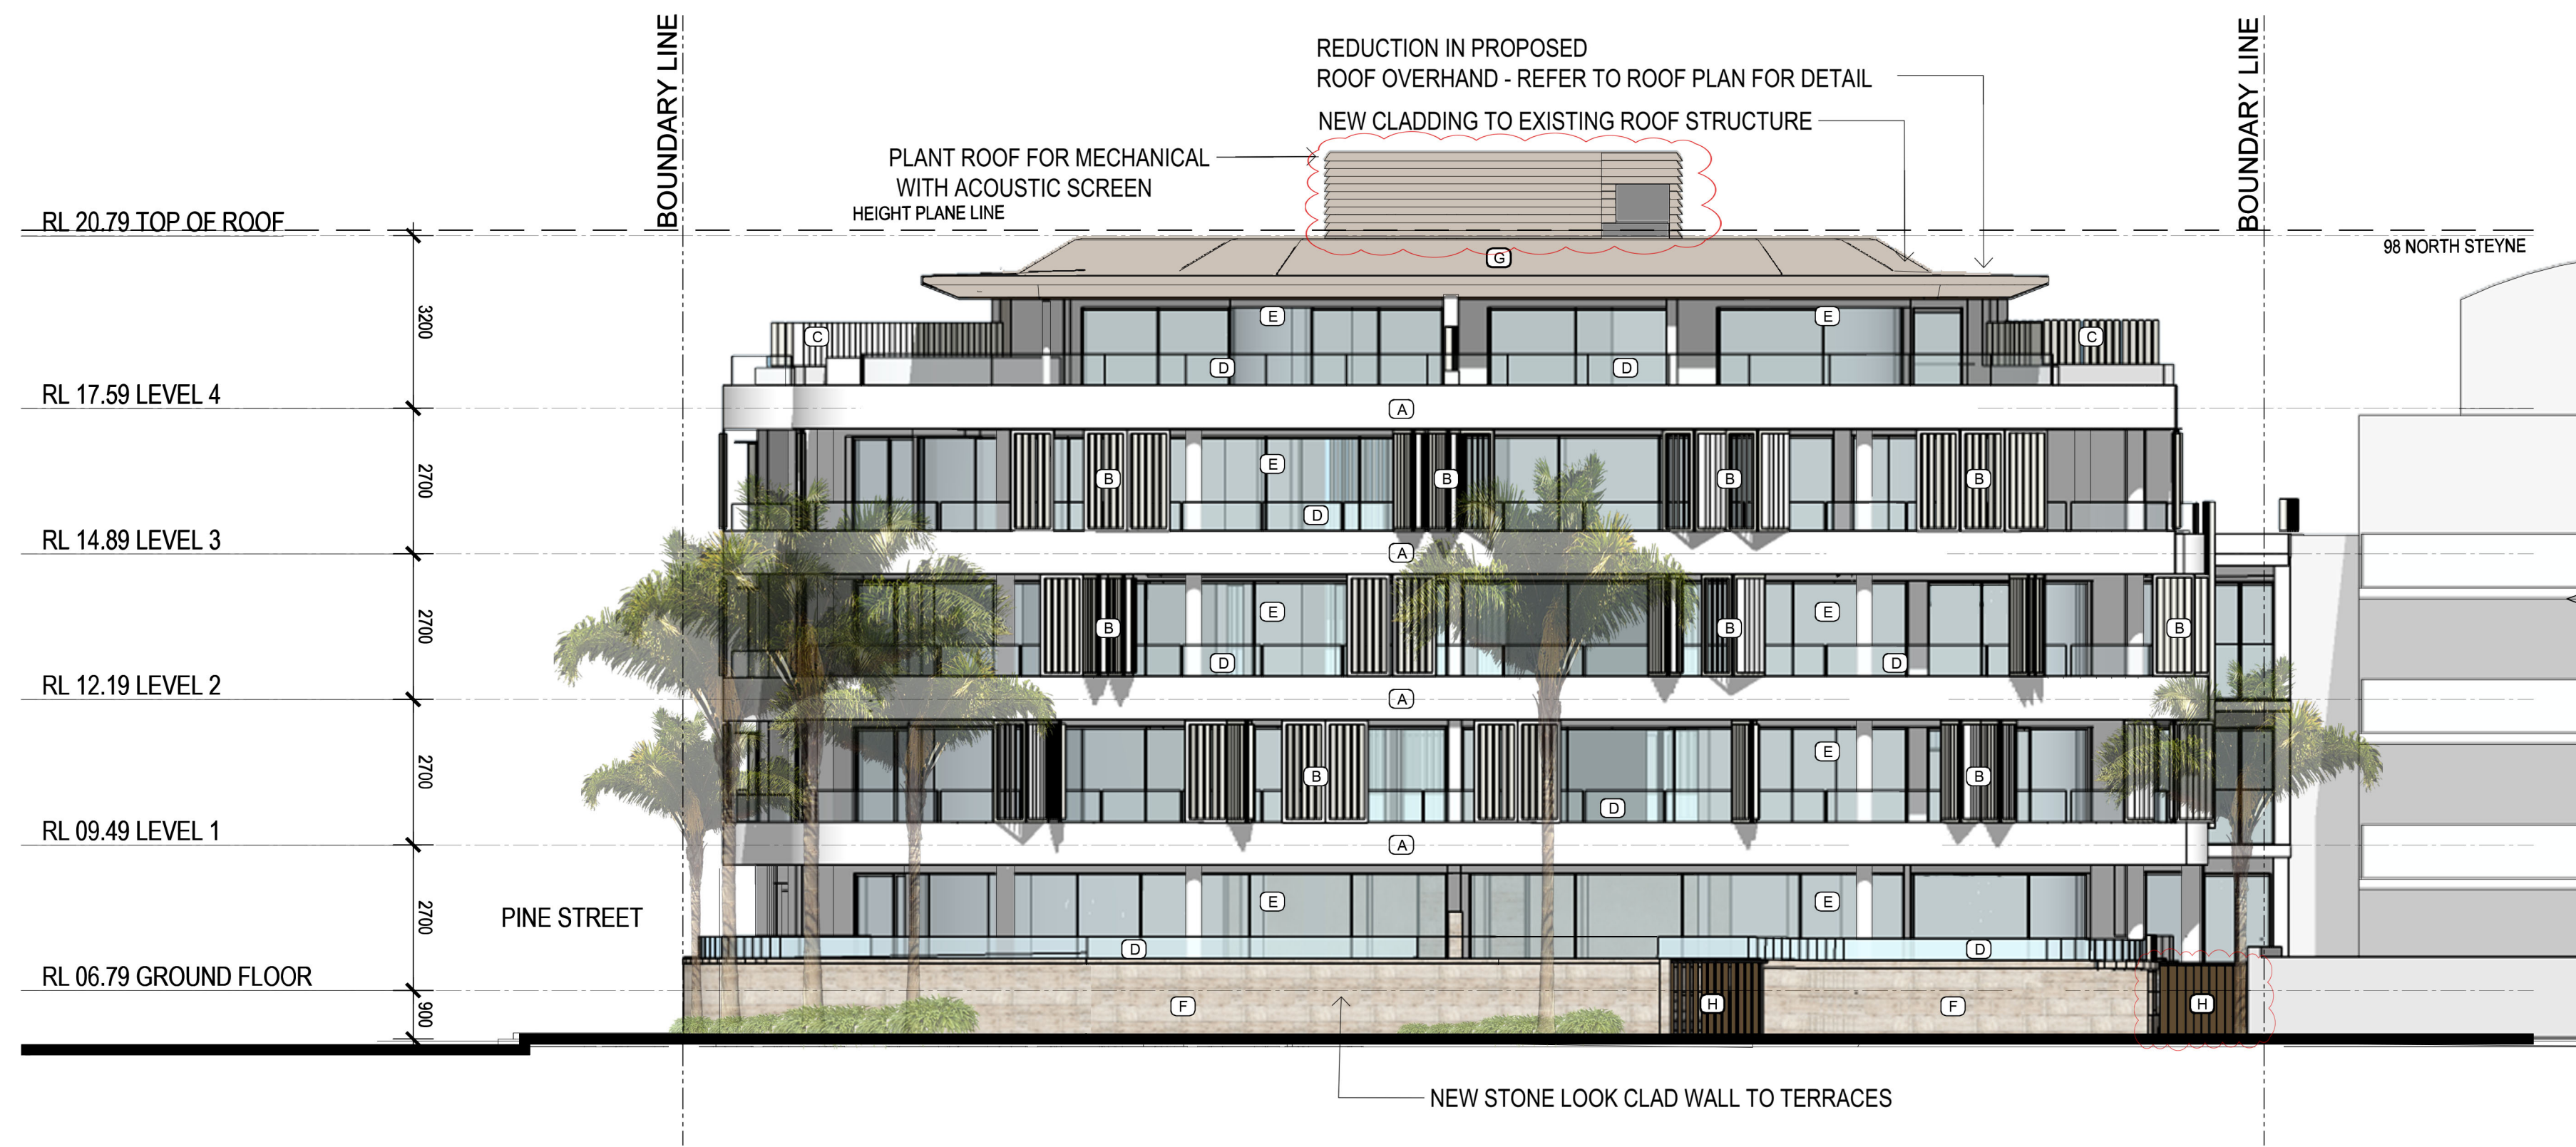 BOUNDARY LINE
BOUNDARY LINE
REDUCTION IN PROPOSED
ROOF OVERHAND - REFER TO ROOF PLAN FOR DETAIL
NEW CLADDING TO EXISTING ROOF STRUCTURE
PLANT ROOF FOR MECHANICAL
WITH ACOUSTIC SCREEN
HEIGHT PLANE LINE
RL 20.79 TOP OF ROOF
98 NORTH STEYNE
G
3200
E
E
C
C
D
D
RL 17.59 LEVEL 4
A
2700
E
B
B
B
B
D
RL 14.89 LEVEL 3
A
2700
E
E
B
B
B
D
D
RL 12.19 LEVEL 2
A
2700
E
B
B
D
RL 09.49 LEVEL 1
A
2700
PINE STREET
E
E
D
D
RL 06.79 GROUND FLOOR
900
F
H
F
H
NEW STONE LOOK CLAD WALL TO TERRACES